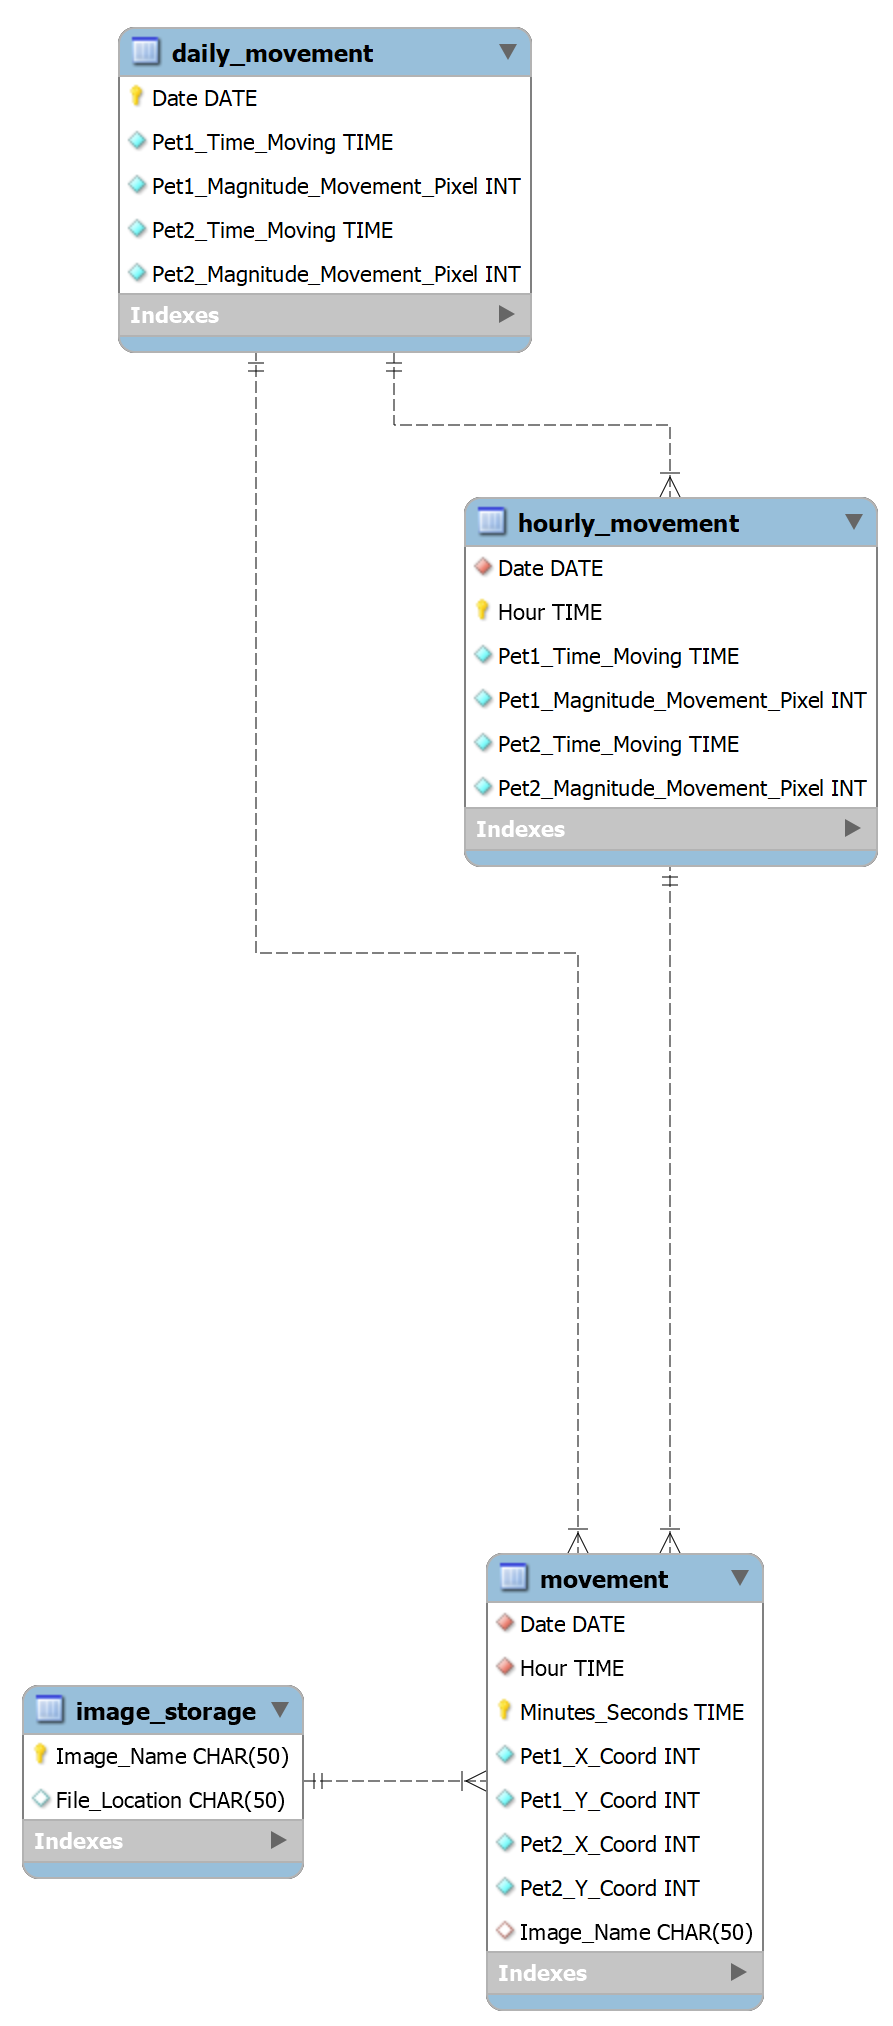 daily_movement
Date DATE
Pet1_Time_Moving TIME
Pet1_Magnitude_Movement_Pixel INT
Pet2_Time_Moving TIME
Pet2_Magnitude_Movement_Pixel INT
Indexes
hourly_movement
Date DATE
Hour TIME
Pet1_Time_Moving TIME
Pet1_Magnitude_Movement_Pixel INT
Pet2_Time_Moving TIME
Pet2_Magnitude_Movement_Pixel INT
Indexes
movement
Date DATE
Hour TIME
Minutes_Seconds TIME
Pet1_X_Coord INT
Pet1_Y_Coord INT
Pet2_X_Coord INT
Pet2_Y_Coord INT
Image_Name CHAR(50)
Indexes
image_storage
Image_Name CHAR(50)
File_Location CHAR(50)
Indexes